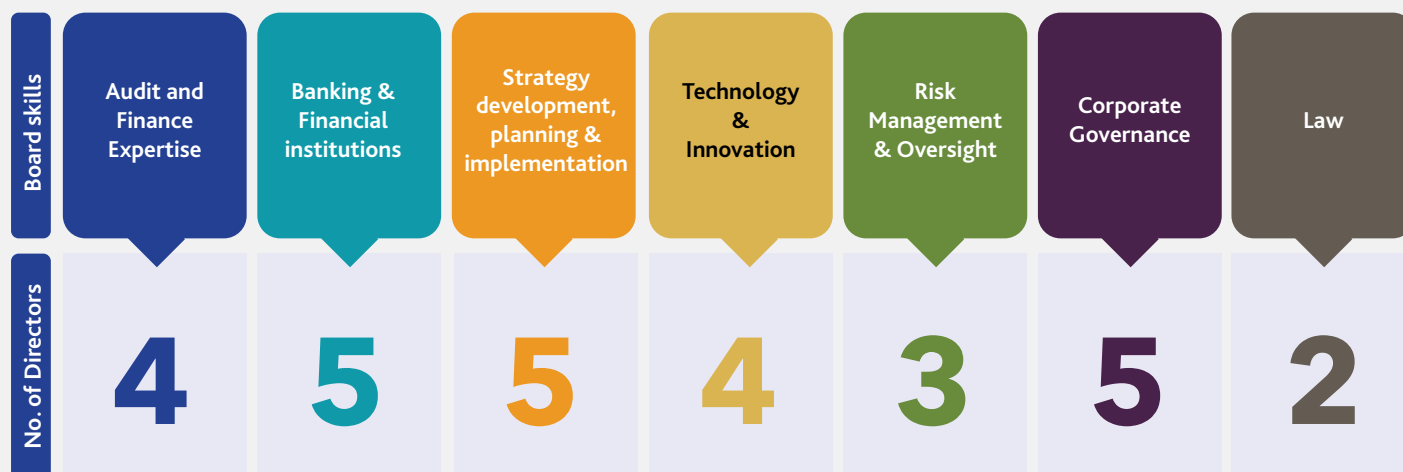 Board skills
Audit and
Finance
Expertise
Banking &
Financial
institutions
Strategy
development,
planning &
implementation
Technology
&
Innovation
Risk
Management
& Oversight
Corporate
Governance
Law
No. of Directors
4
5
5
4
3
5
2